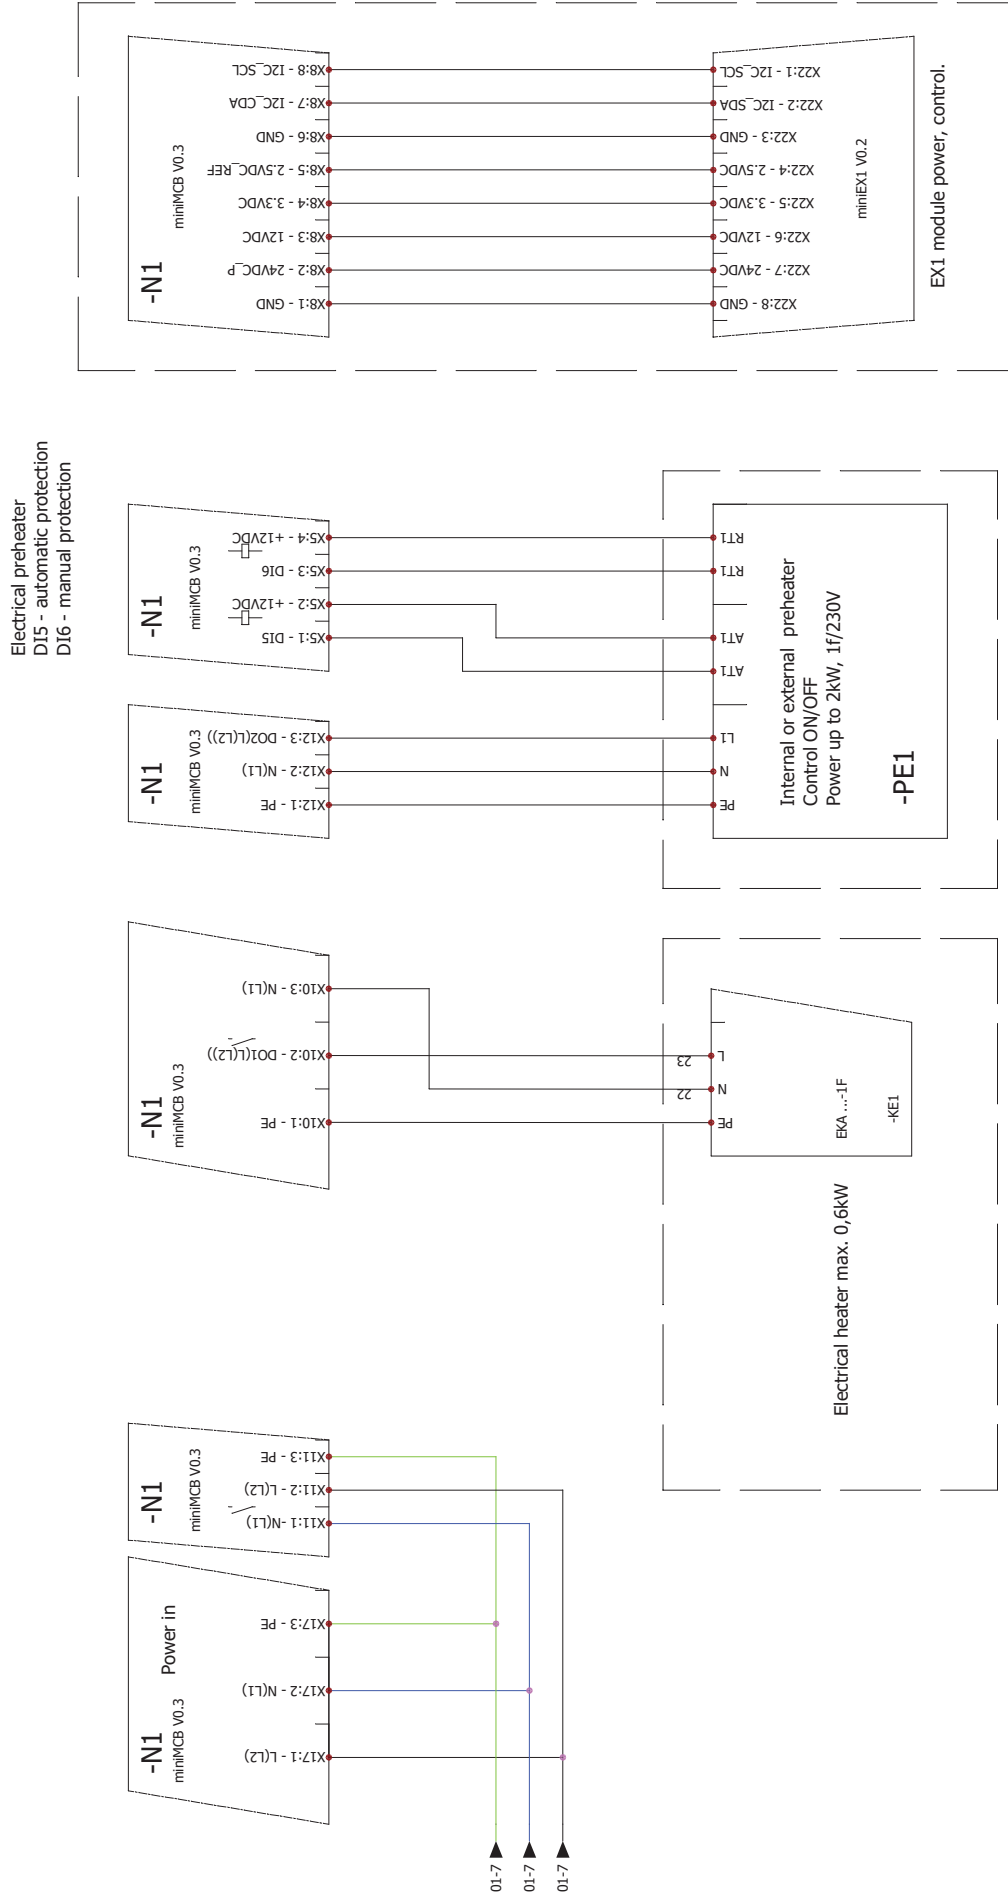 -N1
miniMCB V0.3
X8:8 - I2C_SCL
X8:7 - I2C_CDA
X8:6 - GND
X8:5 - 2.5VDC_REF
X8:4 - 3.3VDC
X8:3 - 12VDC
X8:2 - 24VDC_P
X8:1 - GND
X22:1 - I2C_SCL
X22:2 - I2C_SDA
X22:3 - GND
X22:4 - 2.5VDC
X22:5 - 3.3VDC
X22:6 - 12VDC
X22:7 - 24VDC
X22:8 - GND
miniEX1 V0.2
EX1 module power, control.
Electrical preheater
DI5 - automatic protection
DI6 - manual protection
-N1
miniMCB V0.3
X5:4 - +12VDC
X5:3 - DI6
X5:2 - +12VDC
X5:1 - DI5
RT1
RT1
AT1
AT1
-N1
miniMCB V0.3
X12:3 - DO2(L(L2))
X12:2 - N(L1)
X12:1 - PE
L1
N
PE
Internal or external preheater
Control ON/OFF
Power up to 2kW, 1f/230V
-PE1
-N1
miniMCB V0.3
X10:3 - N(L1)
X10:2 - DO1(L(L2))
X10:1 - PE
23
22
L
N
PE
EKA ...-1F
-KE1
Electrical heater max. 0,6kW
-N1
miniMCB V0.3
X11:3 - PE
X11:2 - L(L2)
X11:1 -N(L1)
-N1
miniMCB V0.3
Power in
X17:3 - PE
X17:2 - N(L1)
X17:1 - L(L2)
01-7
01-7
01-7